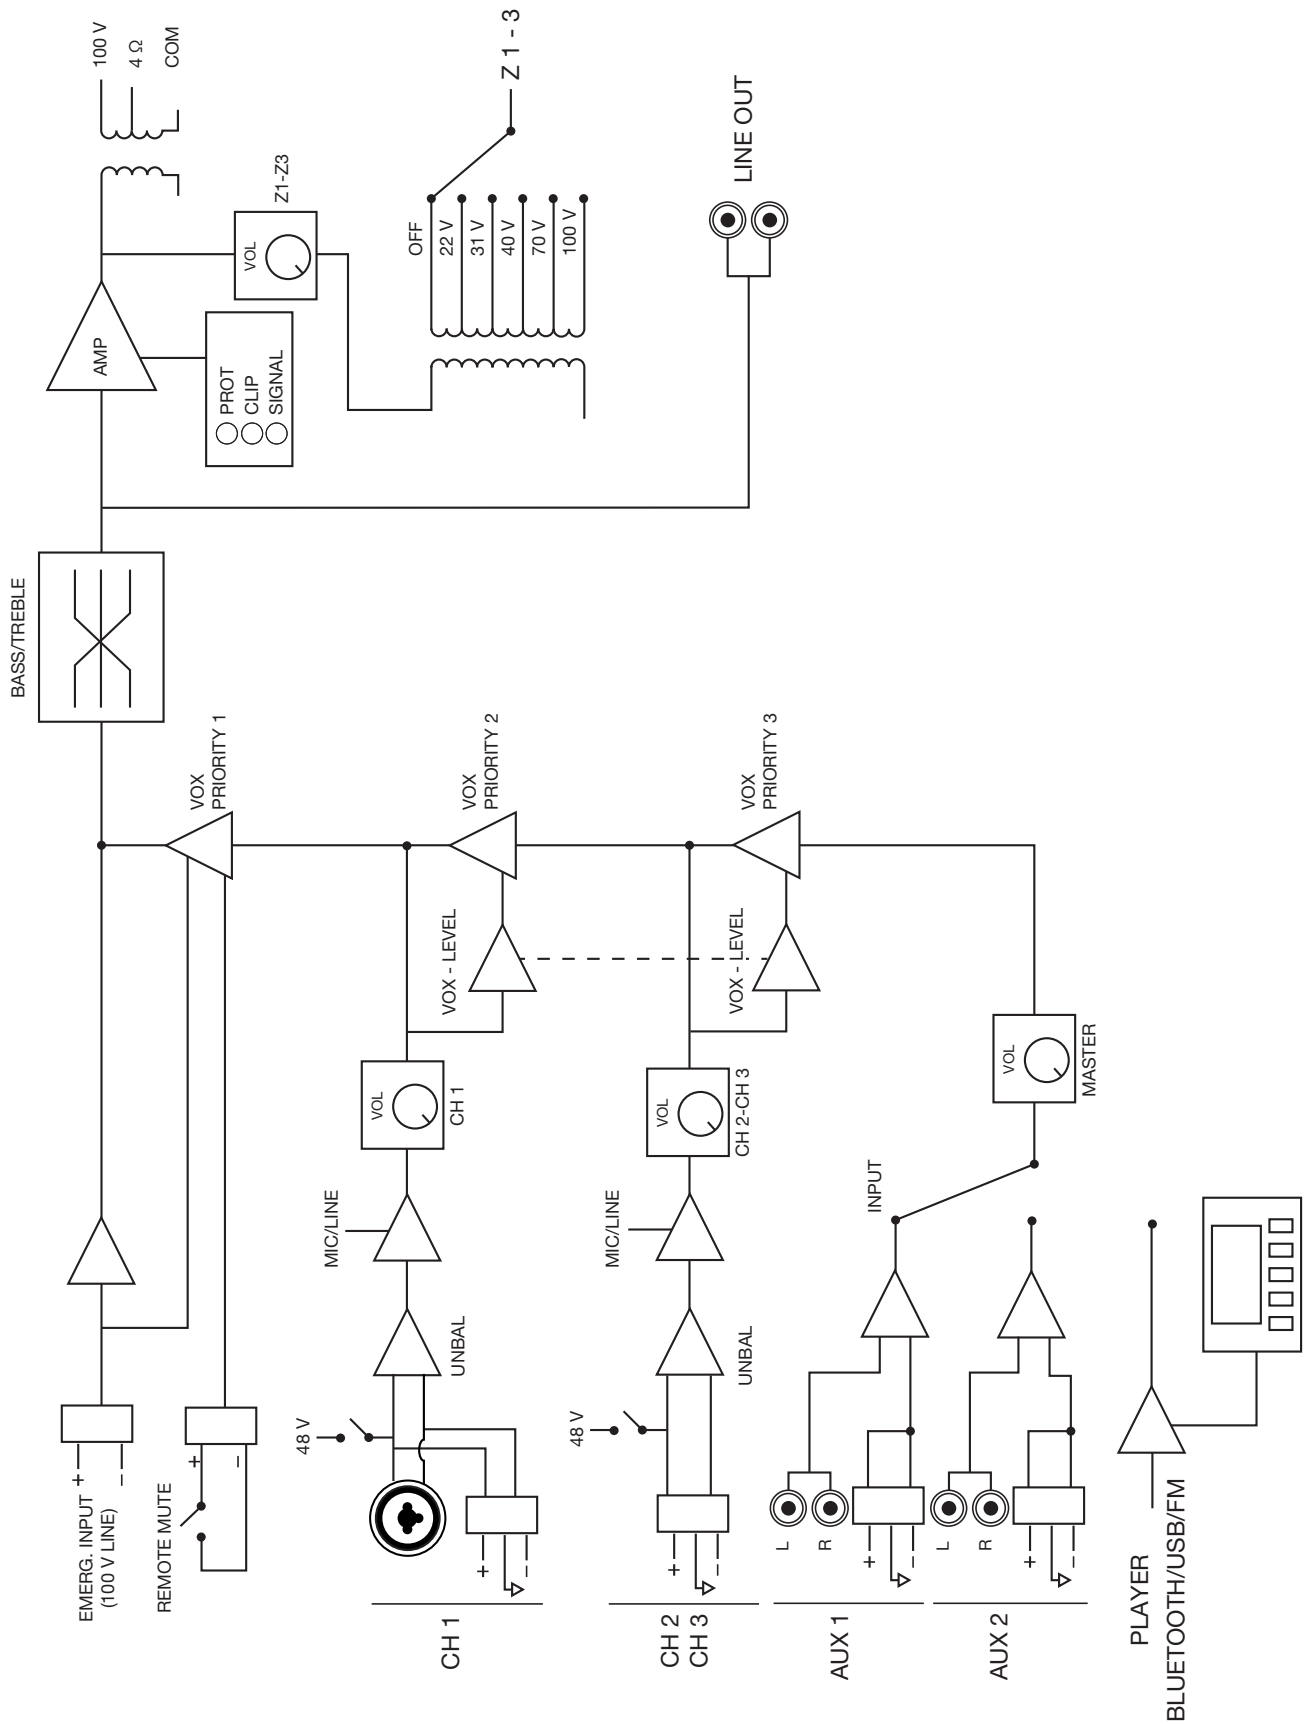 EMERG. INPUT
(100 V LINE)
+
–
REMOTE MUTE
+
–
BASS/TREBLE
VOX
PRIORITY 1
AMP
PROT
CLIP
SIGNAL
100 V
4 Ω
COM
VOL
Z1-Z3
OFF
22 V
31 V
40 V
70 V
100 V
Z 1 - 3
LINE OUT
CH 1
+
–
48 V
UNBAL
MIC/LINE
VOL
CH 1
VOX - LEVEL
VOX
PRIORITY 2
CH 2
CH 3
+
–
48 V
UNBAL
MIC/LINE
VOL
CH 2-CH 3
VOX - LEVEL
VOX
PRIORITY 3
AUX 1
L
R
+
–
INPUT
VOL
MASTER
AUX 2
L
R
+
–
PLAYER
BLUETOOTH/USB/FM